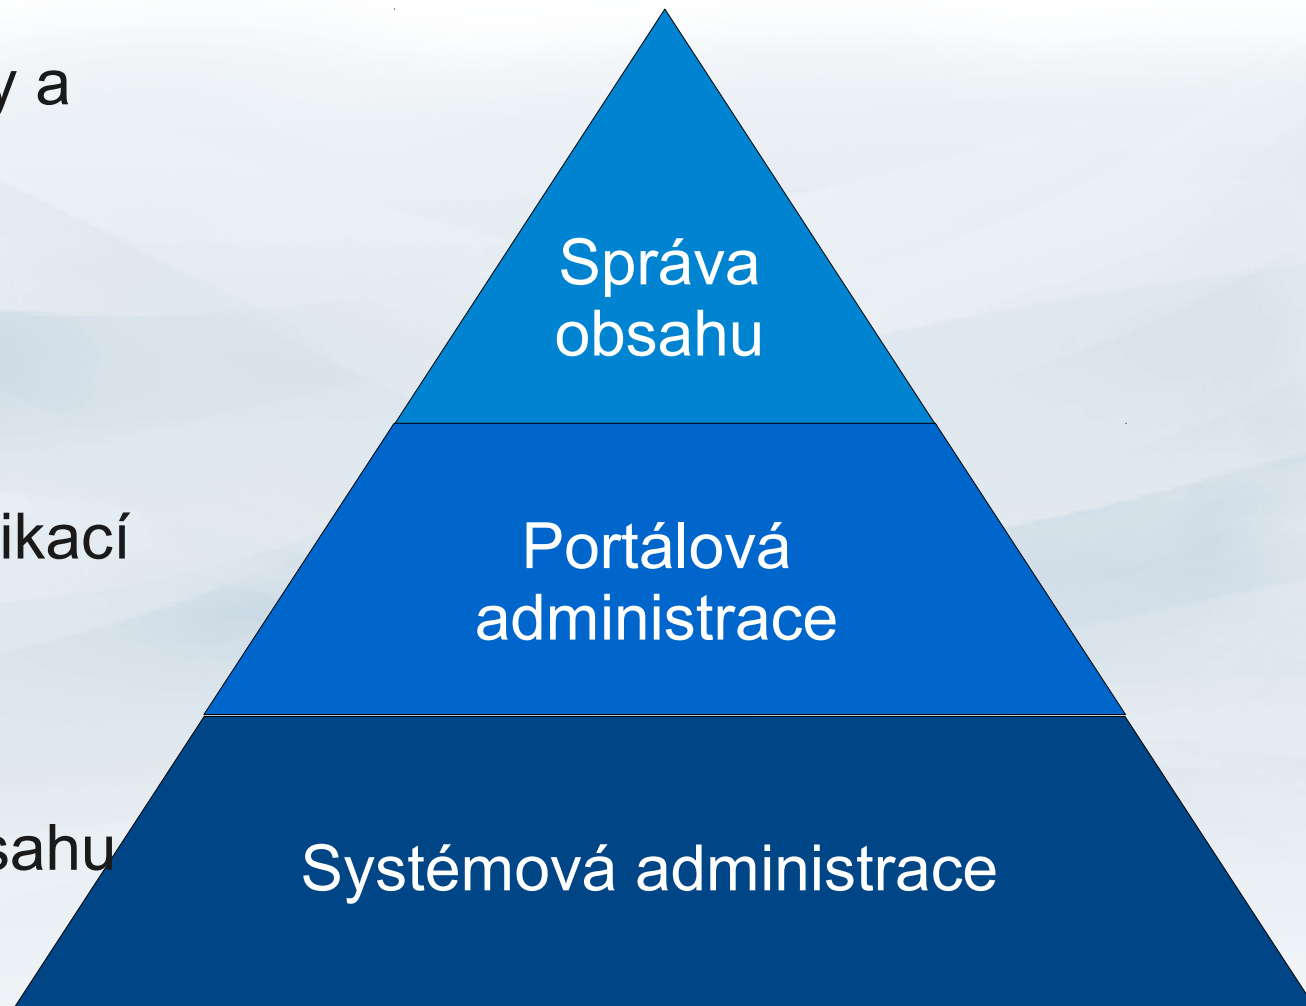 y a
Správa
obsahu
ikací
Portálová
administrace
sahu
Systémová administrace